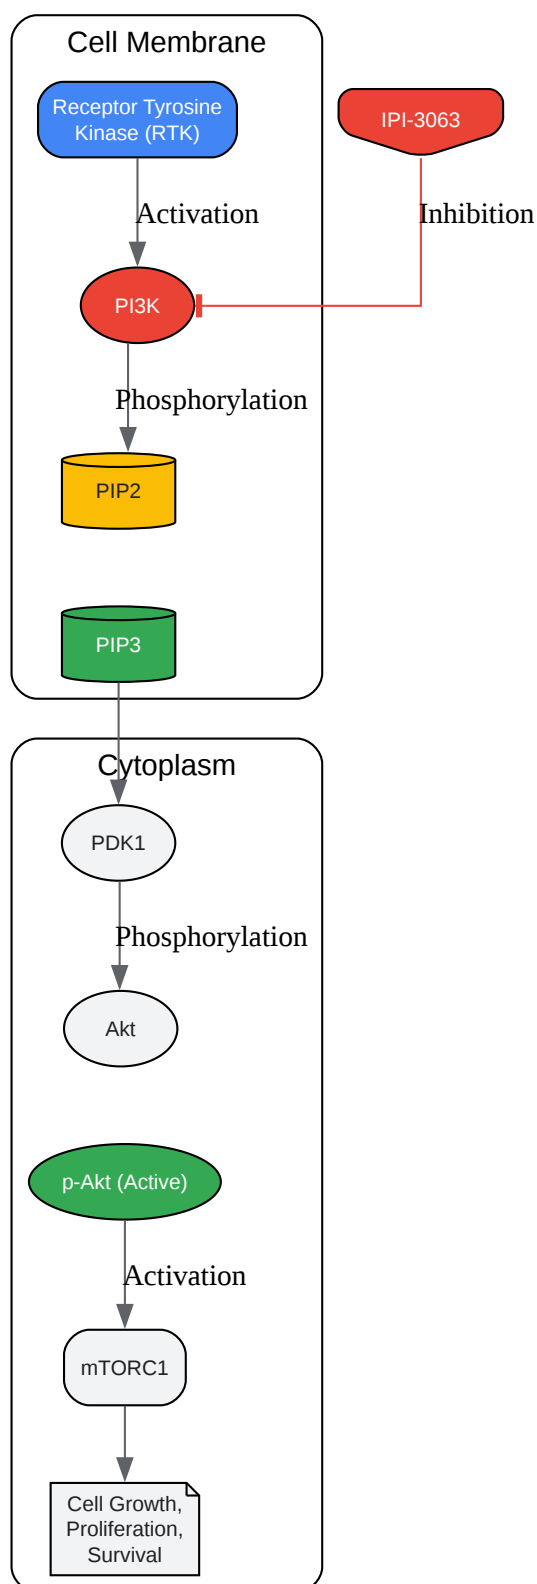 Cell Membrane
Receptor Tyrosine
Kinase (RTK)
IPI-3063
Activation
Inhibition
PI3K
Phosphorylation
PIP2
PIP3
Cytoplasm
PDK1
Phosphorylation
Akt
p-Akt (Active)
Activation
mTORC1
Cell Growth,
Proliferation,
Survival